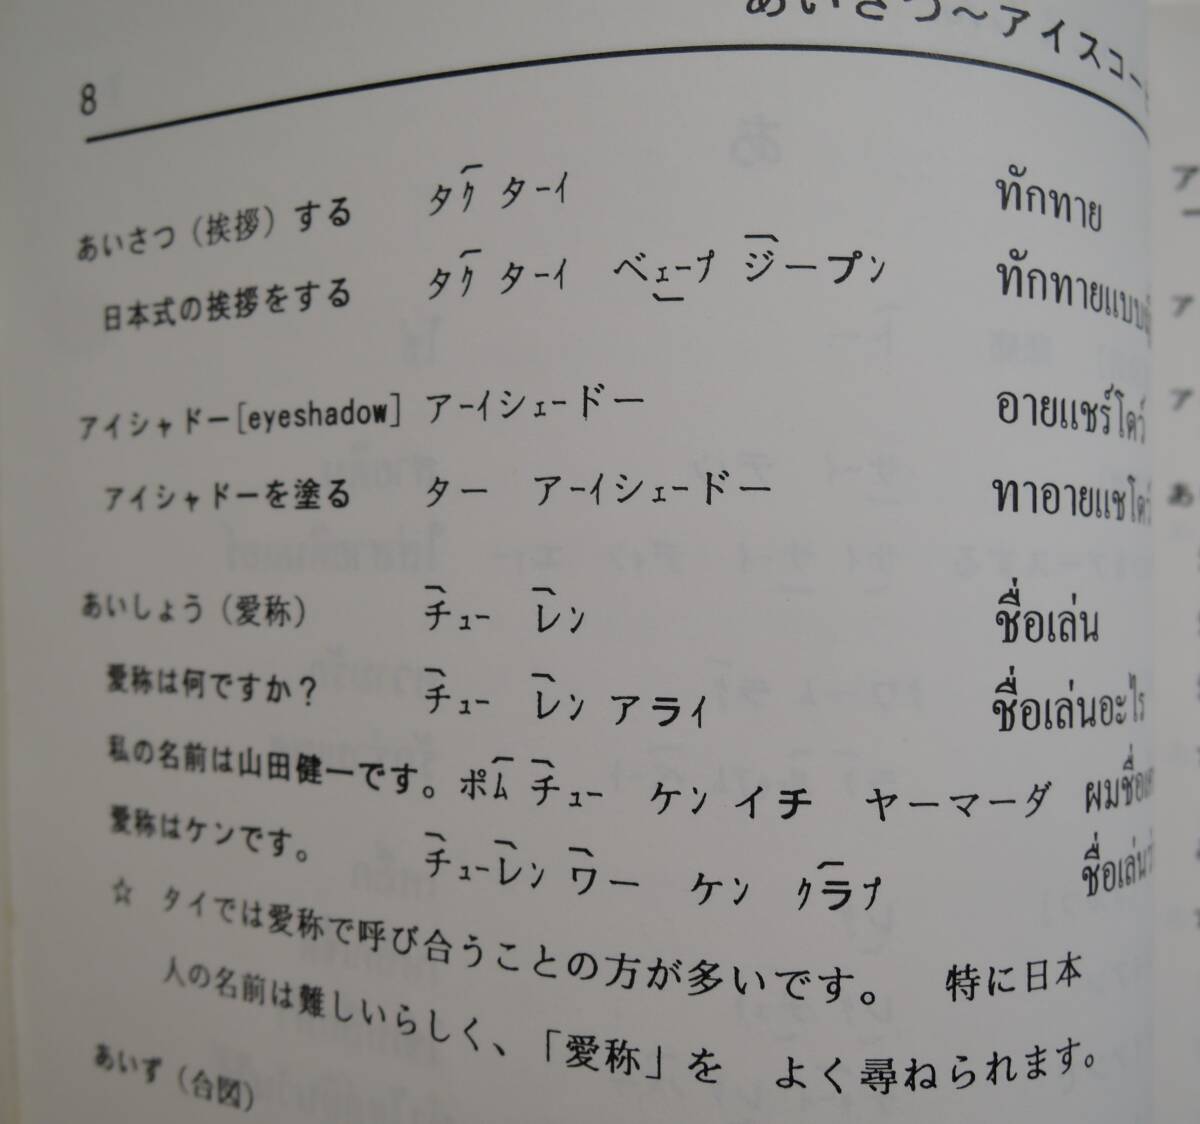 あいさつ～アイスコー
8
あいさつ（挨拶）する タｸ ターｲ ทักทาย
日本式の挨拶をする タｸ ターｲ ベｪーﾌﾟ ジープン ทักทายแบบ
アイシャドー[eyeshadow] アーｲシェードー อายแชร์โดว์
アイシャドーを塗る ター アーｲシェードー ทาอายแชโดว์
あいしょう（愛称） チュー レン ชื่อเล่น
愛称は何ですか？ チュー レン アライ ชื่อเล่นอะไร
私の名前は山田健一です。 ポム チュー ケン イチ ヤーマーダ ผมชื่อ
愛称はケンです。 チューレン ワー ケン ｸラﾌﾟ ชื่อเล่น
☆ タイでは愛称で呼び合うことの方が多いです。 特に日本
人の名前は難しいらしく、「愛称」を よく尋ねられます。
あいず（合図）